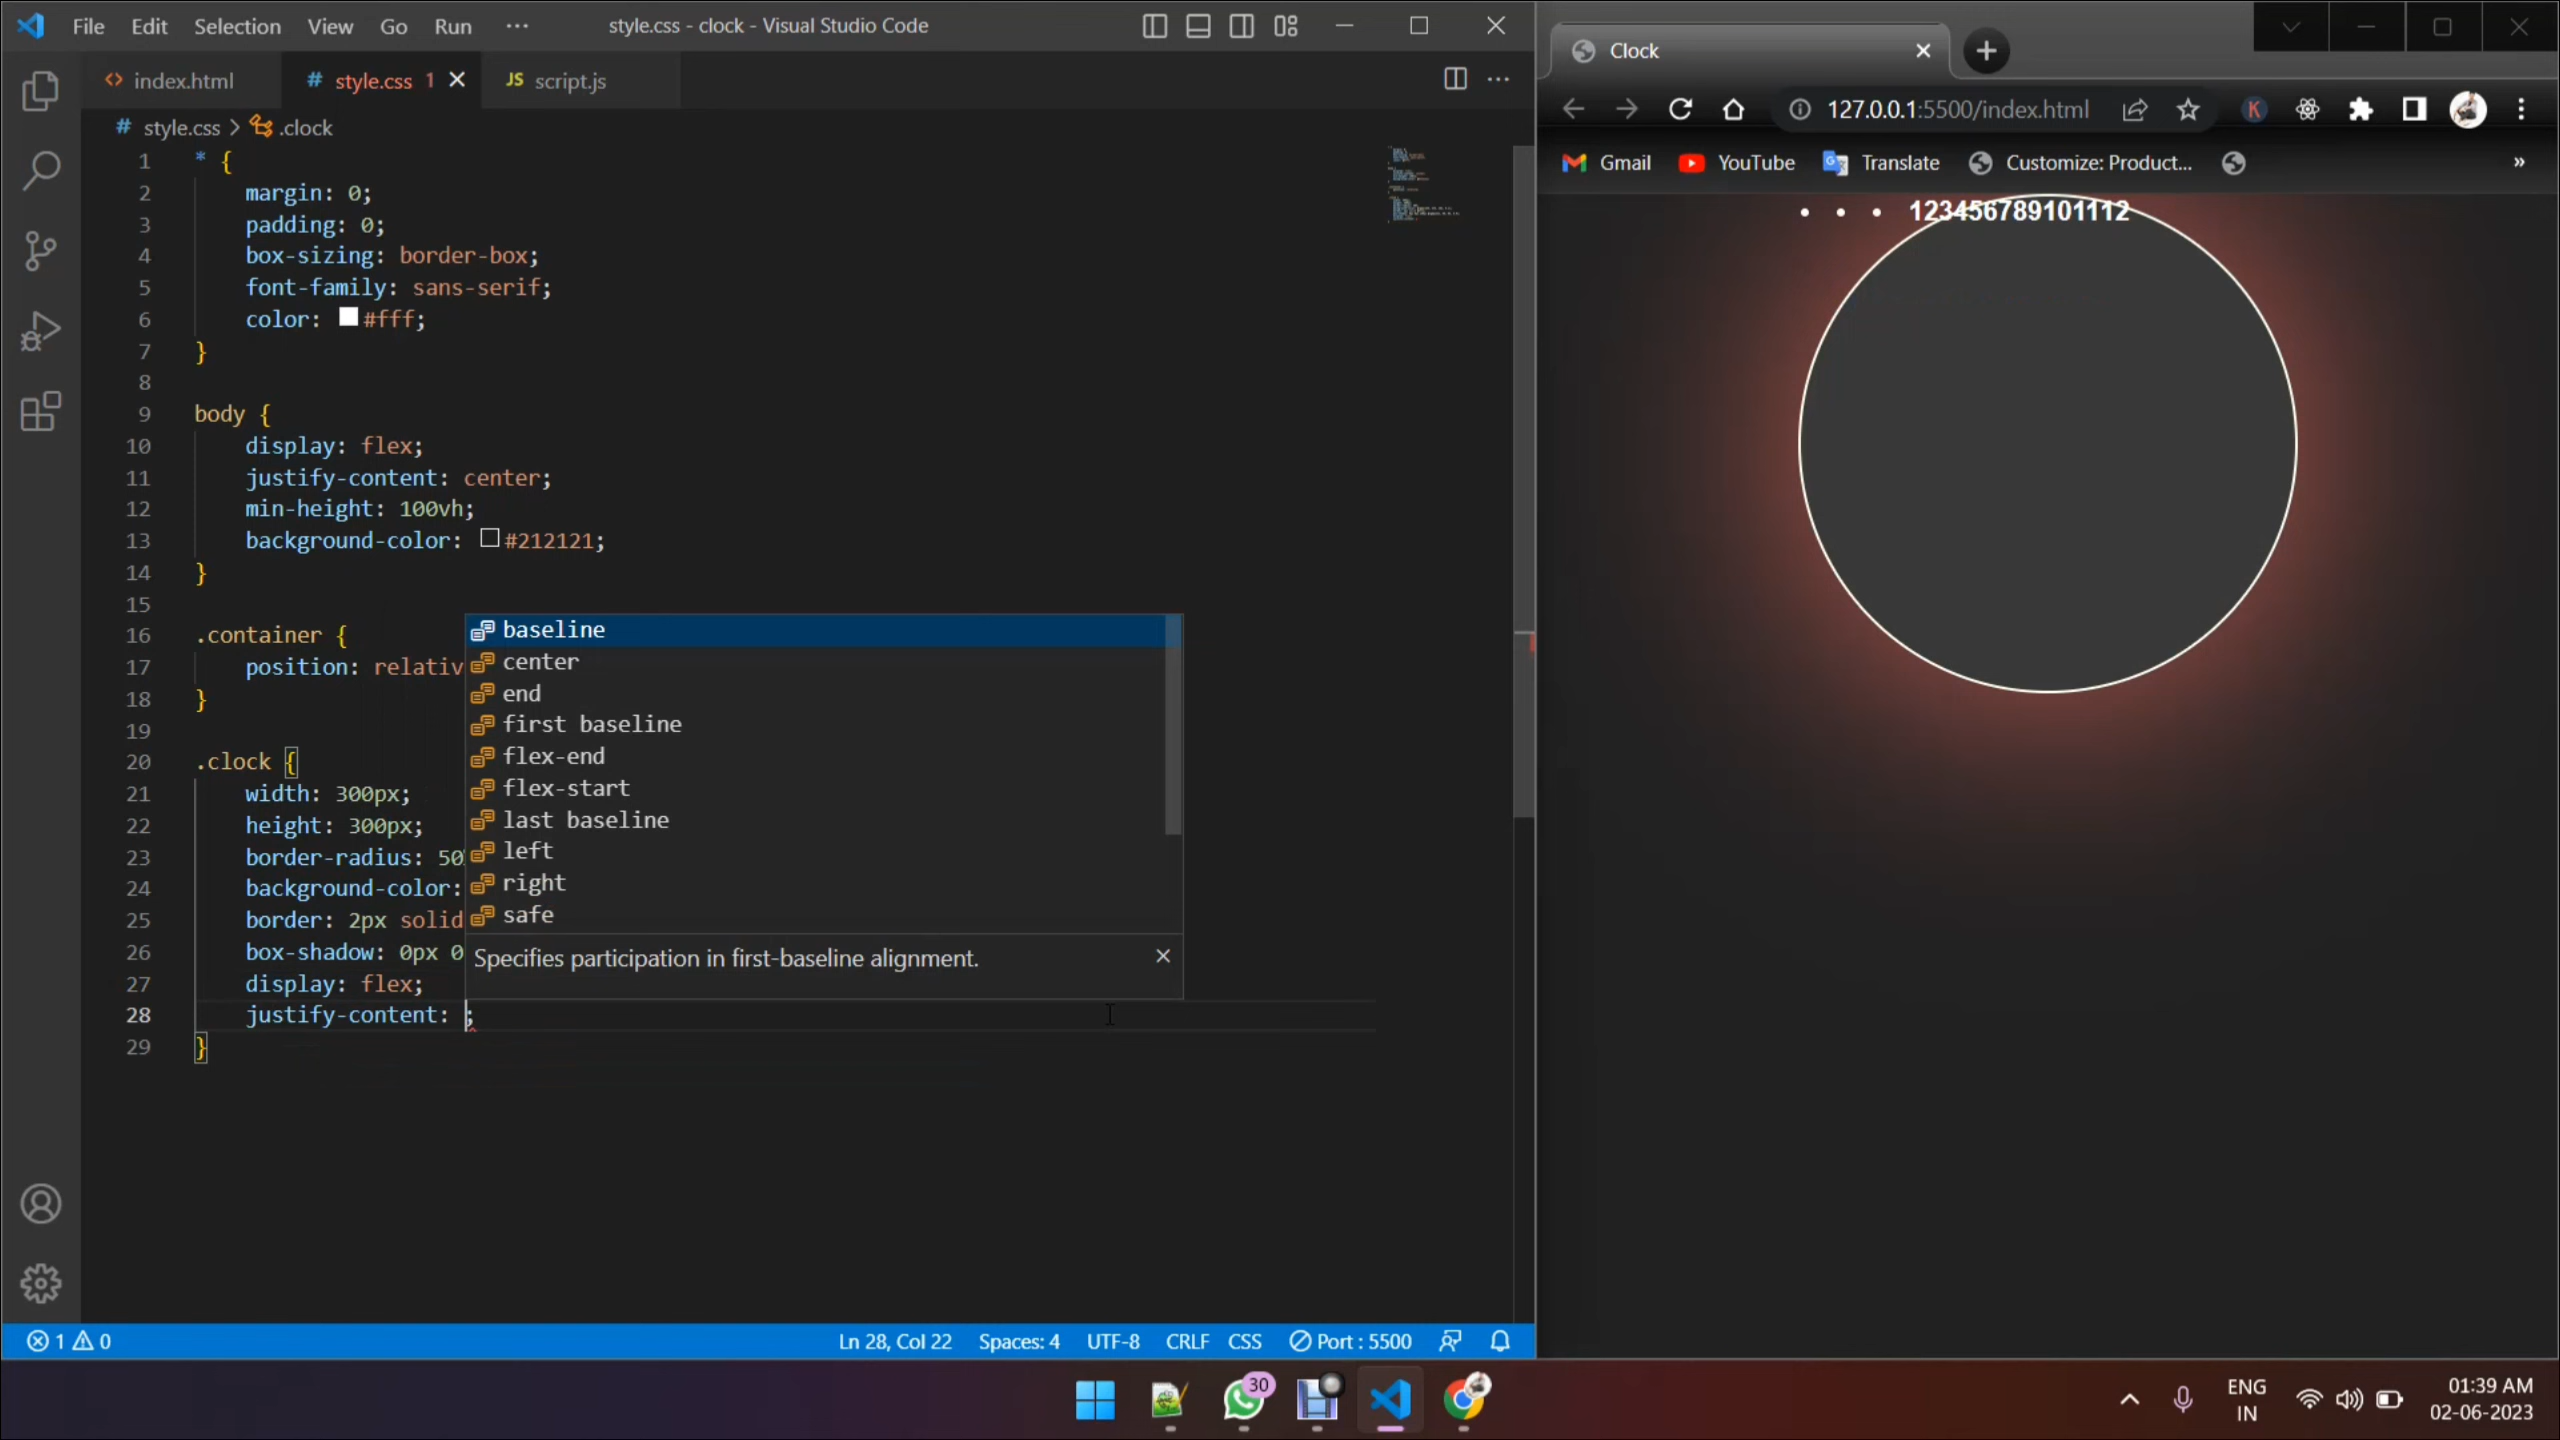 File Edit Selection View Go Run ··· style.css - clock - Visual Studio Code
<> index.html # style.css 1 JS script.js
# style.css > .clock
1 * {
2 margin: 0;
3 padding: 0;
4 box-sizing: border-box;
5 font-family: sans-serif;
6 color: #fff;
7 }
8
9 body {
10 display: flex;
11 justify-content: center;
12 min-height: 100vh;
13 background-color: #212121;
14 }
15
16 .container {
17 position: relativ
18 }
19
20 .clock {
21 width: 300px;
22 height: 300px;
23 border-radius: 50
24 background-color:
25 border: 2px solid
26 box-shadow: 0px 0
27 display: flex;
28 justify-content: ;
29 }
baseline
center
end
first baseline
flex-end
flex-start
last baseline
left
right
safe
Specifies participation in first-baseline alignment.
1 0 Ln 28, Col 22 Spaces: 4 UTF-8 CRLF CSS Port : 5500
Clock
127.0.0.1:5500/index.html K
Gmail YouTube Translate Customize: Product... »
• • • 123456789101112
30
ENG
IN
01:39 AM
02-06-2023